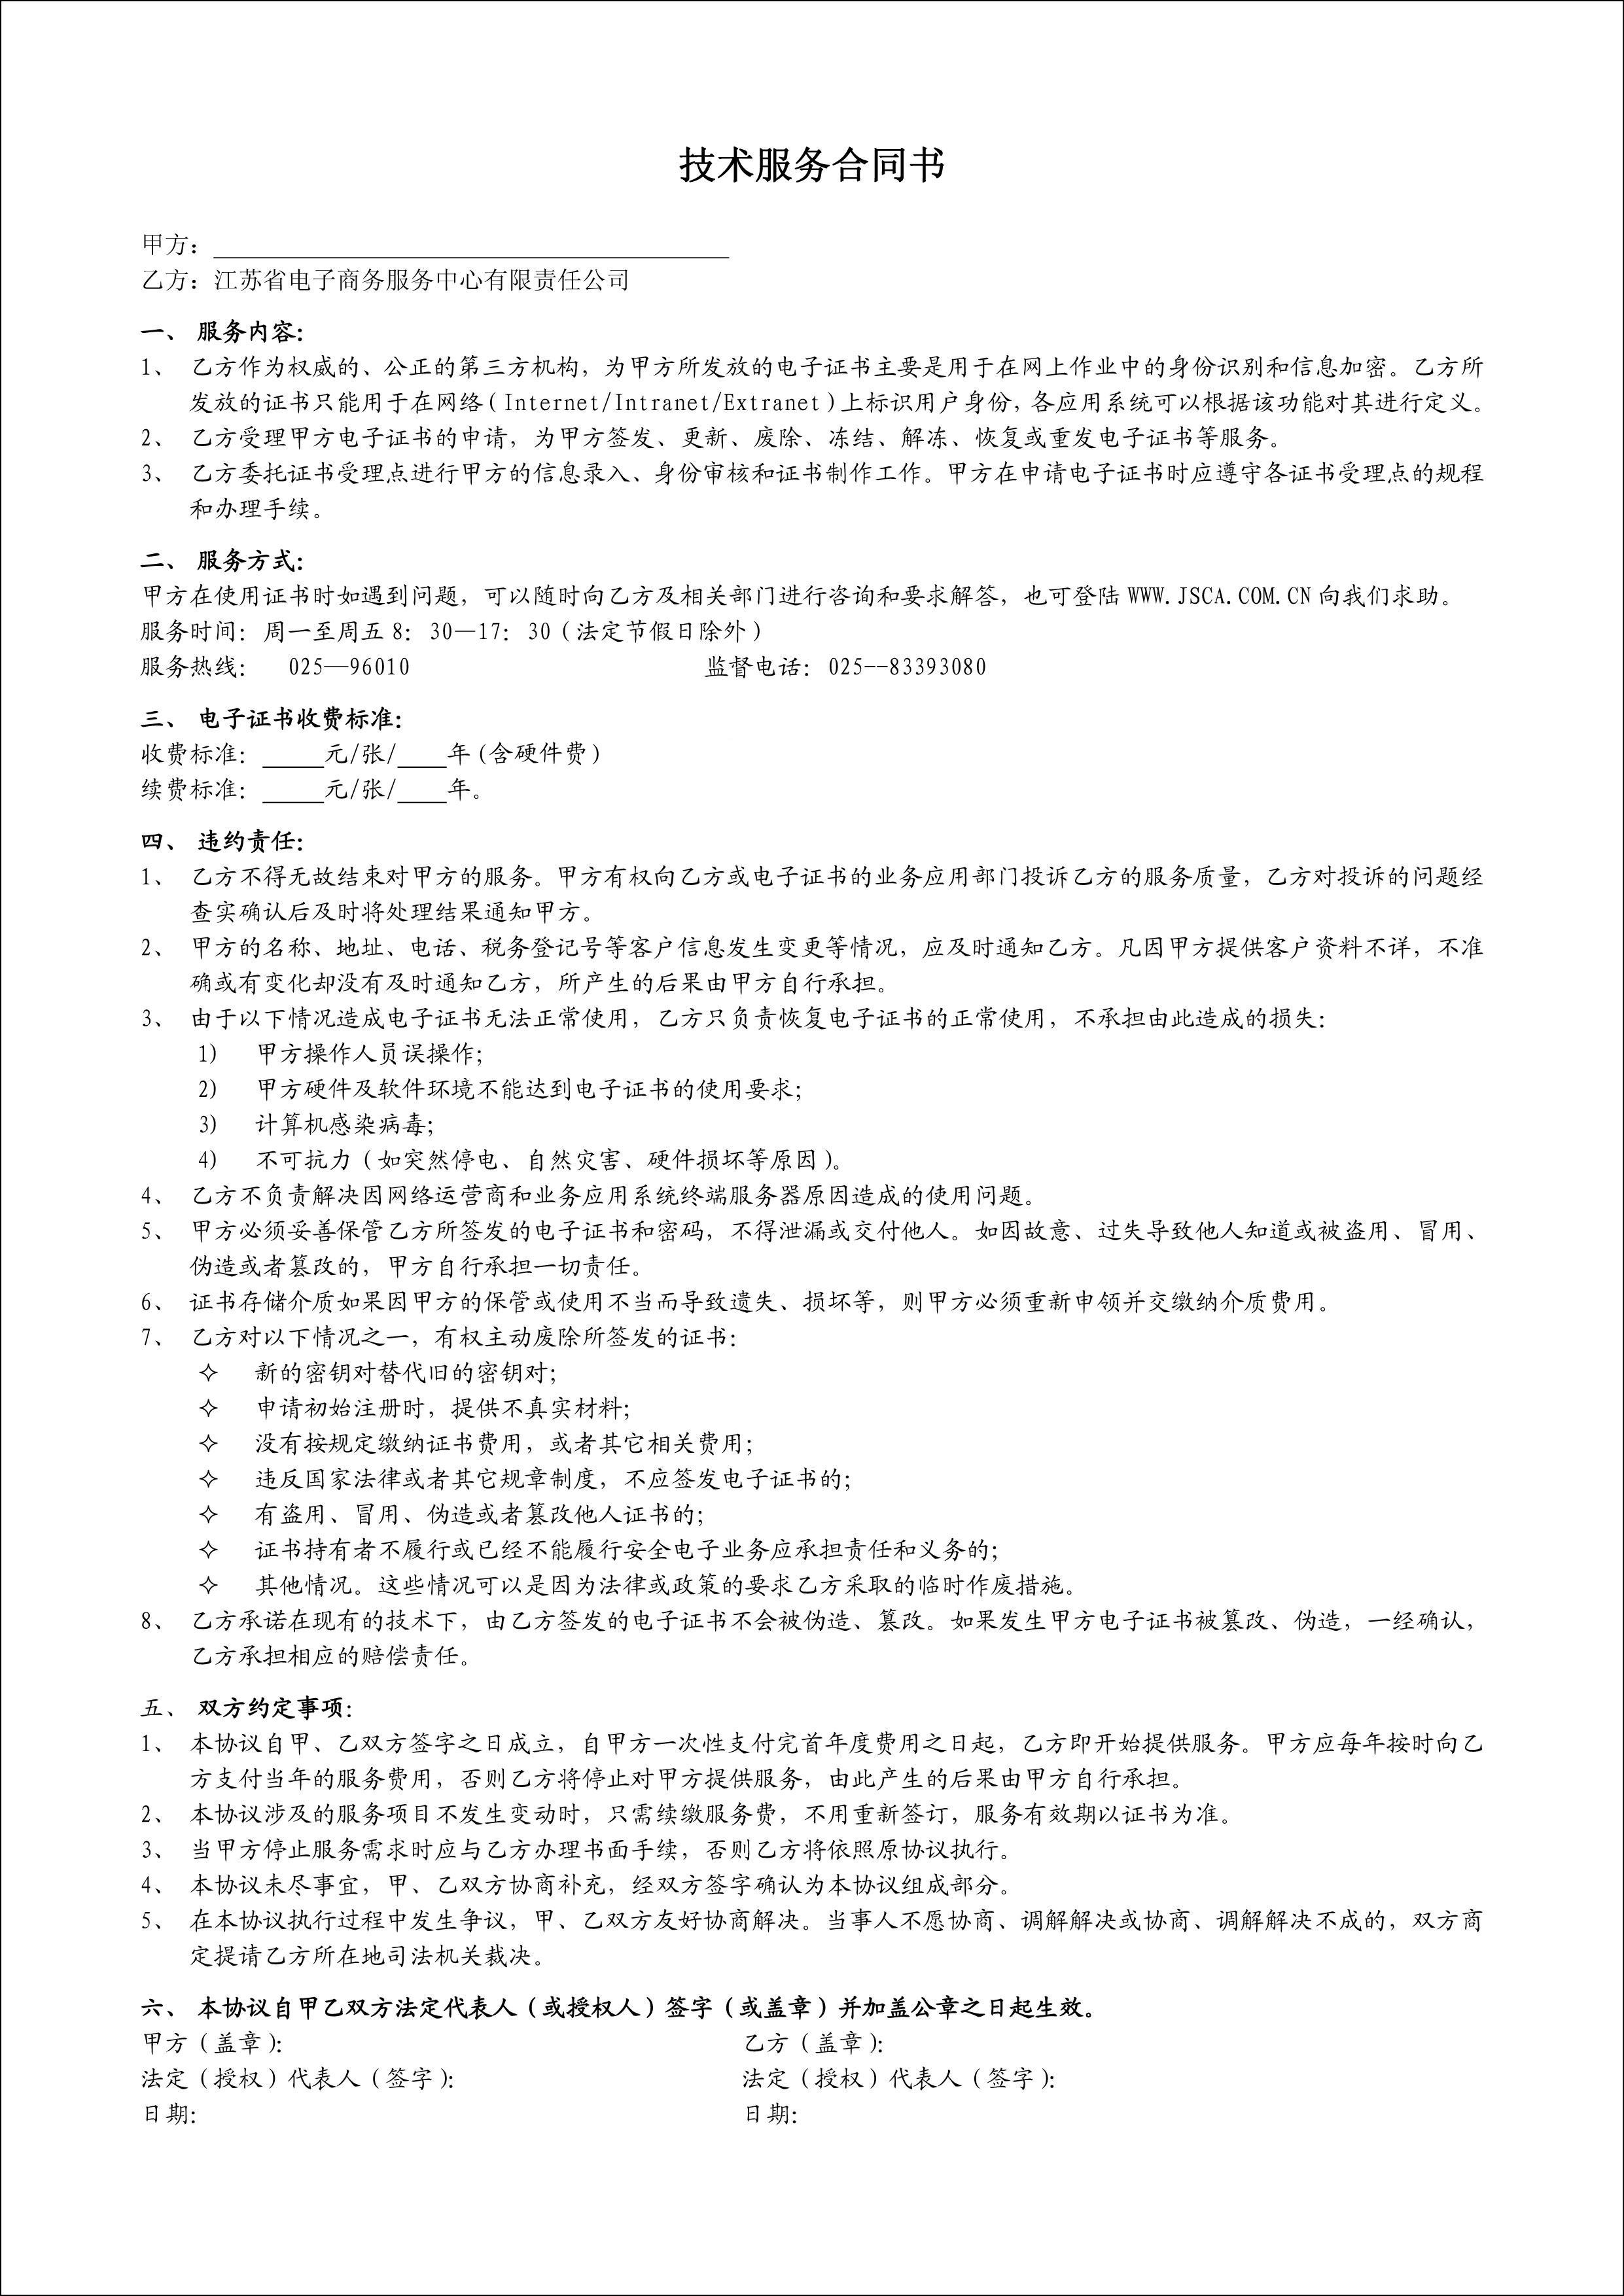 技术服务合同书
甲方：
乙方：江苏省电子商务服务中心有限责任公司
一、 服务内容：
1、 乙方作为权威的、公正的第三方机构，为甲方所发放的电子证书主要是用于在网上作业中的身份识别和信息加密。乙方所
发放的证书只能用于在网络（Internet/Intranet/Extranet）上标识用户身份，各应用系统可以根据该功能对其进行定义。
2、 乙方受理甲方电子证书的申请，为甲方签发、更新、废除、冻结、解冻、恢复或重发电子证书等服务。
3、 乙方委托证书受理点进行甲方的信息录入、身份审核和证书制作工作。甲方在申请电子证书时应遵守各证书受理点的规程
和办理手续。
二、 服务方式：
甲方在使用证书时如遇到问题，可以随时向乙方及相关部门进行咨询和要求解答，也可登陆 WWW.JSCA.COM.CN 向我们求助。
服务时间：周一至周五 8：30—17：30（法定节假日除外）
服务热线： 025—96010 监督电话：025--83393080
三、 电子证书收费标准：
收费标准：_____元/张/____年（含硬件费）
续费标准：_____元/张/____年。
四、 违约责任：
1、 乙方不得无故结束对甲方的服务。甲方有权向乙方或电子证书的业务应用部门投诉乙方的服务质量，乙方对投诉的问题经
查实确认后及时将处理结果通知甲方。
2、 甲方的名称、地址、电话、税务登记号等客户信息发生变更等情况，应及时通知乙方。凡因甲方提供客户资料不详，不准
确或有变化却没有及时通知乙方，所产生的后果由甲方自行承担。
3、 由于以下情况造成电子证书无法正常使用，乙方只负责恢复电子证书的正常使用，不承担由此造成的损失：
1) 甲方操作人员误操作；
2) 甲方硬件及软件环境不能达到电子证书的使用要求；
3) 计算机感染病毒；
4) 不可抗力（如突然停电、自然灾害、硬件损坏等原因）。
4、 乙方不负责解决因网络运营商和业务应用系统终端服务器原因造成的使用问题。
5、 甲方必须妥善保管乙方所签发的电子证书和密码，不得泄漏或交付他人。如因故意、过失导致他人知道或被盗用、冒用、
伪造或者篡改的，甲方自行承担一切责任。
6、 证书存储介质如果因甲方的保管或使用不当而导致遗失、损坏等，则甲方必须重新申领并交缴纳介质费用。
7、 乙方对以下情况之一，有权主动废除所签发的证书：
✧ 新的密钥对替代旧的密钥对；
✧ 申请初始注册时，提供不真实材料；
✧ 没有按规定缴纳证书费用，或者其它相关费用；
✧ 违反国家法律或者其它规章制度，不应签发电子证书的；
✧ 有盗用、冒用、伪造或者篡改他人证书的；
✧ 证书持有者不履行或已经不能履行安全电子业务应承担责任和义务的；
✧ 其他情况。这些情况可以是因为法律或政策的要求乙方采取的临时作废措施。
8、 乙方承诺在现有的技术下，由乙方签发的电子证书不会被伪造、篡改。如果发生甲方电子证书被篡改、伪造，一经确认，
乙方承担相应的赔偿责任。
五、 双方约定事项：
1、 本协议自甲、乙双方签字之日成立，自甲方一次性支付完首年度费用之日起，乙方即开始提供服务。甲方应每年按时向乙
方支付当年的服务费用，否则乙方将停止对甲方提供服务，由此产生的后果由甲方自行承担。
2、 本协议涉及的服务项目不发生变动时，只需续缴服务费，不用重新签订，服务有效期以证书为准。
3、 当甲方停止服务需求时应与乙方办理书面手续，否则乙方将依照原协议执行。
4、 本协议未尽事宜，甲、乙双方协商补充，经双方签字确认为本协议组成部分。
5、 在本协议执行过程中发生争议，甲、乙双方友好协商解决。当事人不愿协商、调解解决或协商、调解解决不成的，双方商
定提请乙方所在地司法机关裁决。
六、 本协议自甲乙双方法定代表人（或授权人）签字（或盖章）并加盖公章之日起生效。
甲方（盖章）： 乙方（盖章）：
法定（授权）代表人（签字）： 法定（授权）代表人（签字）：
日期： 日期：